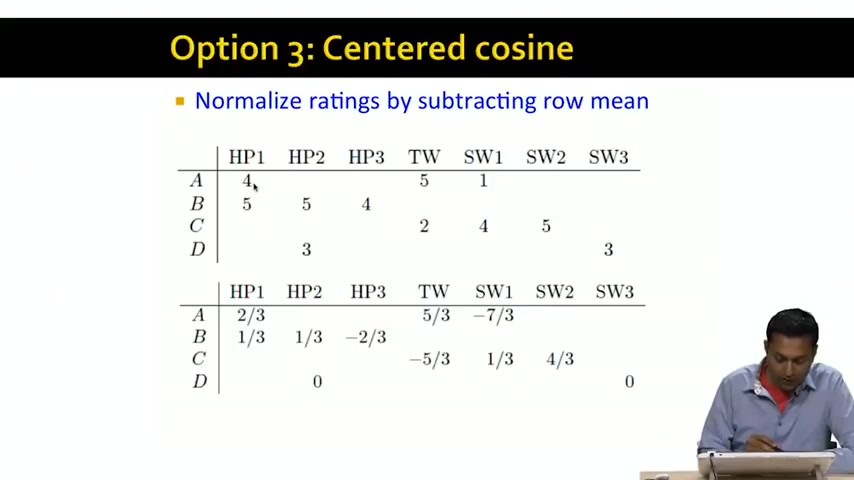 Option 3: Centered cosine
Normalize ratings by subtracting row mean
HP1 HP2 HP3 TW SW1 SW2 SW3
A 4 5 1
B 5 5 4
C 2 4 5
D 3 3
HP1 HP2 HP3 TW SW1 SW2 SW3
A 2/3 5/3 −7/3
B 1/3 1/3 −2/3
C −5/3 1/3 4/3
D 0 0